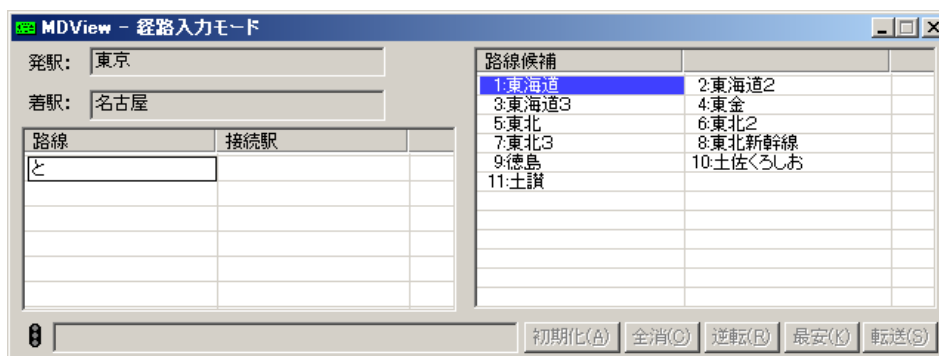 MDView - 経路入力モード
発駅: 東京
着駅: 名古屋
路線 接続駅
と
路線候補
1:東海道 2:東海道2
3:東海道3 4:東金
5:東北 6:東北2
7:東北3 8:東北新幹線
9:徳島 10:土佐くろしお
11:土讃
初期化(A) 全消(C) 逆転(R) 最安(K) 転送(S)